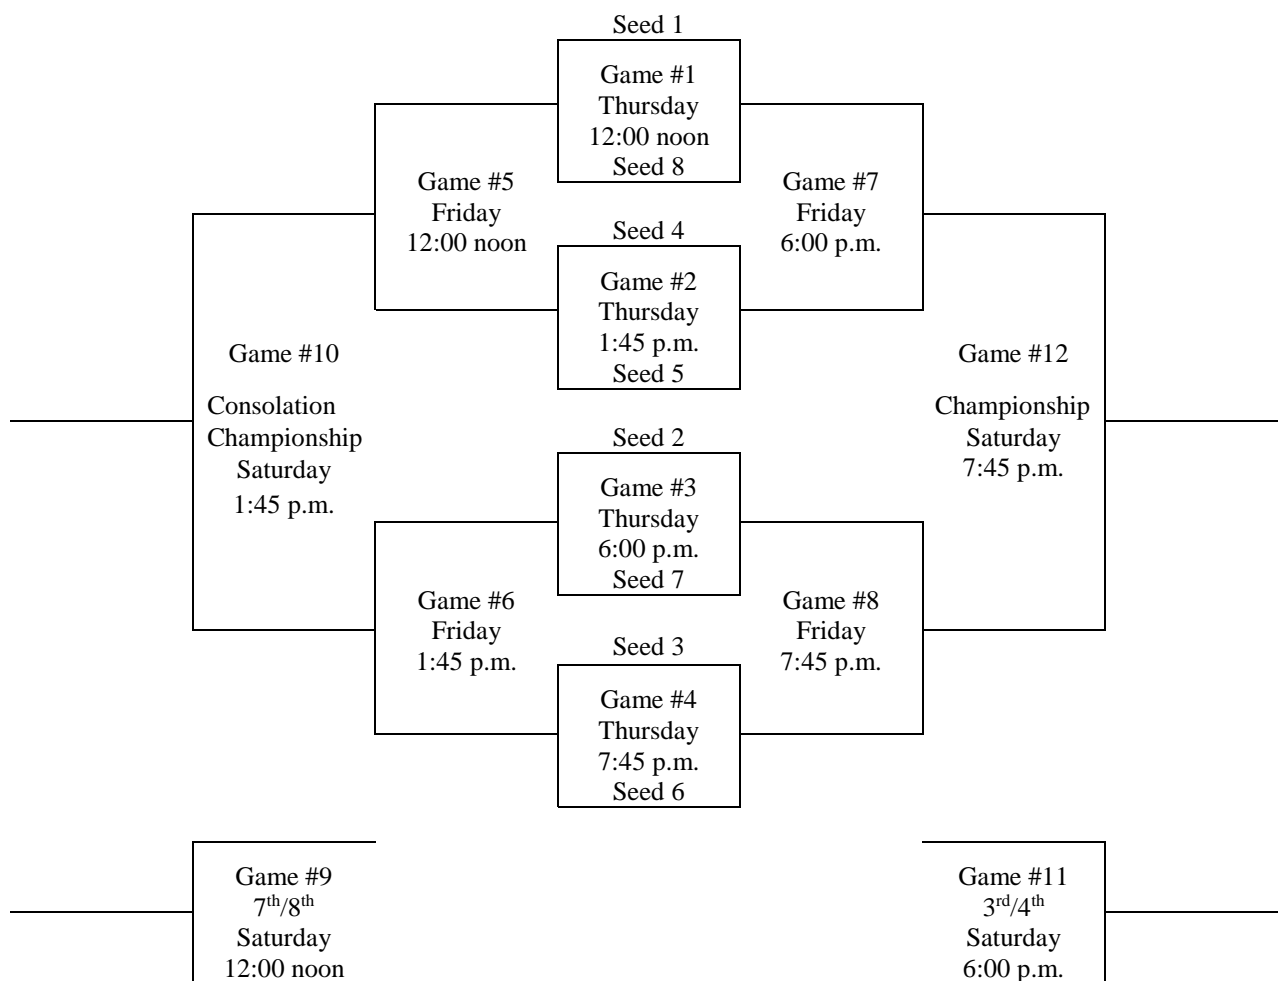 Seed 1
Game #1
Thursday
12:00 noon
Seed 8
Game #5
Friday
12:00 noon
Game #7
Friday
6:00 p.m.
Seed 4
Game #2
Thursday
1:45 p.m.
Seed 5
Game #10
Consolation
Championship
Saturday
1:45 p.m.
Game #12
Championship
Saturday
7:45 p.m.
Seed 2
Game #3
Thursday
6:00 p.m.
Seed 7
Game #6
Friday
1:45 p.m.
Game #8
Friday
7:45 p.m.
Seed 3
Game #4
Thursday
7:45 p.m.
Seed 6
Game #9
7th/8th
Saturday
12:00 noon
Game #11
3rd/4th
Saturday
6:00 p.m.